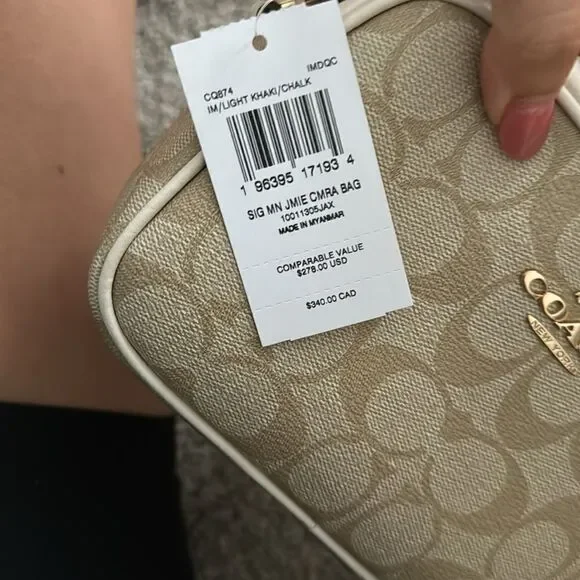 CQ874 IMDQC
IM/LIGHT KHAKI/CHALK
1 96395 17193 4
SIG MN JMIE CMRA BAG
10011305JAX
MADE IN MYANMAR
COMPARABLE VALUE
$278.00 USD
$340.00 CAD
COA
NEW YORK